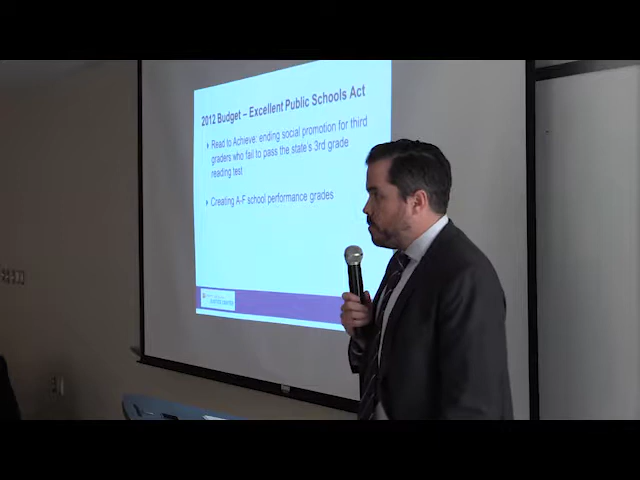 2012 Budget – Excellent Public Schools Act
Read to Achieve: ending social promotion for third
graders who fail to pass the state's 3rd grade
reading test
Creating A-F school performance grades